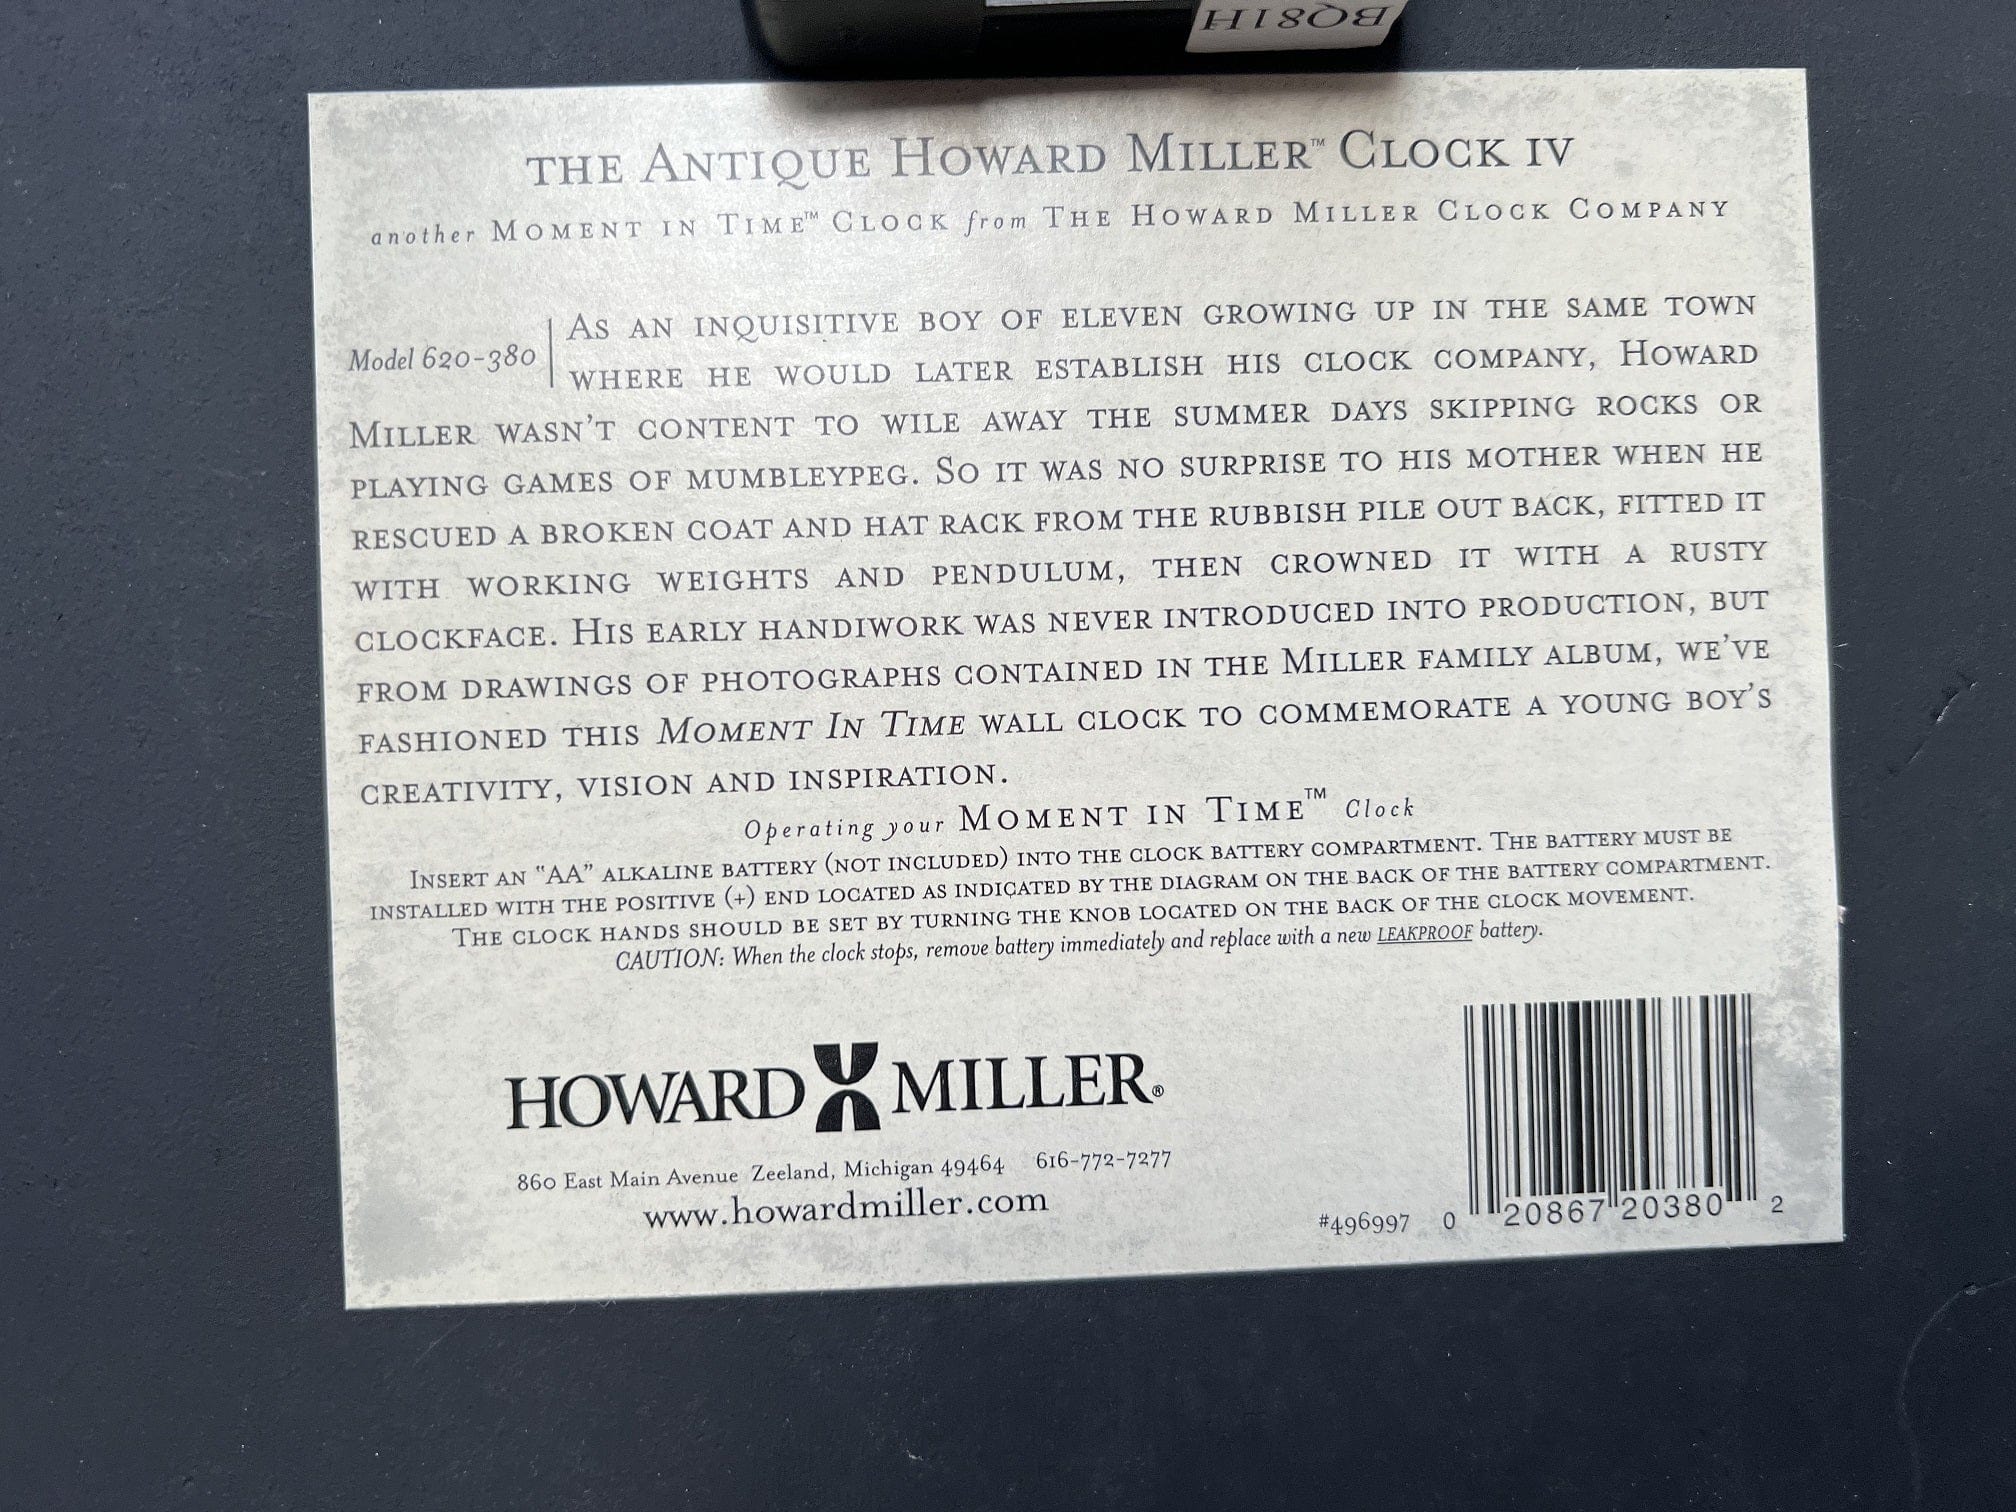 BQ81H
THE ANTIQUE HOWARD MILLER™ CLOCK IV
another MOMENT IN TIME™ CLOCK from THE HOWARD MILLER CLOCK COMPANY
Model 620-380
AS AN INQUISITIVE BOY OF ELEVEN GROWING UP IN THE SAME TOWN
WHERE HE WOULD LATER ESTABLISH HIS CLOCK COMPANY, HOWARD
MILLER WASN'T CONTENT TO WILE AWAY THE SUMMER DAYS SKIPPING ROCKS OR
PLAYING GAMES OF MUMBLEYPEG. SO IT WAS NO SURPRISE TO HIS MOTHER WHEN HE
RESCUED A BROKEN COAT AND HAT RACK FROM THE RUBBISH PILE OUT BACK, FITTED IT
WITH WORKING WEIGHTS AND PENDULUM, THEN CROWNED IT WITH A RUSTY
CLOCKFACE. HIS EARLY HANDIWORK WAS NEVER INTRODUCED INTO PRODUCTION, BUT
FROM DRAWINGS OF PHOTOGRAPHS CONTAINED IN THE MILLER FAMILY ALBUM, WE'VE
FASHIONED THIS MOMENT IN TIME WALL CLOCK TO COMMEMORATE A YOUNG BOY'S
CREATIVITY, VISION AND INSPIRATION.
Operating your MOMENT IN TIME™ Clock
INSERT AN "AA" ALKALINE BATTERY (NOT INCLUDED) INTO THE CLOCK BATTERY COMPARTMENT. THE BATTERY MUST BE
INSTALLED WITH THE POSITIVE (+) END LOCATED AS INDICATED BY THE DIAGRAM ON THE BACK OF THE BATTERY COMPARTMENT.
THE CLOCK HANDS SHOULD BE SET BY TURNING THE KNOB LOCATED ON THE BACK OF THE CLOCK MOVEMENT.
CAUTION: When the clock stops, remove battery immediately and replace with a new LEAKPROOF battery.
HOWARD MILLER®
860 East Main Avenue Zeeland, Michigan 49464 616-772-7277
www.howardmiller.com
#496997
0 20867 20380 2